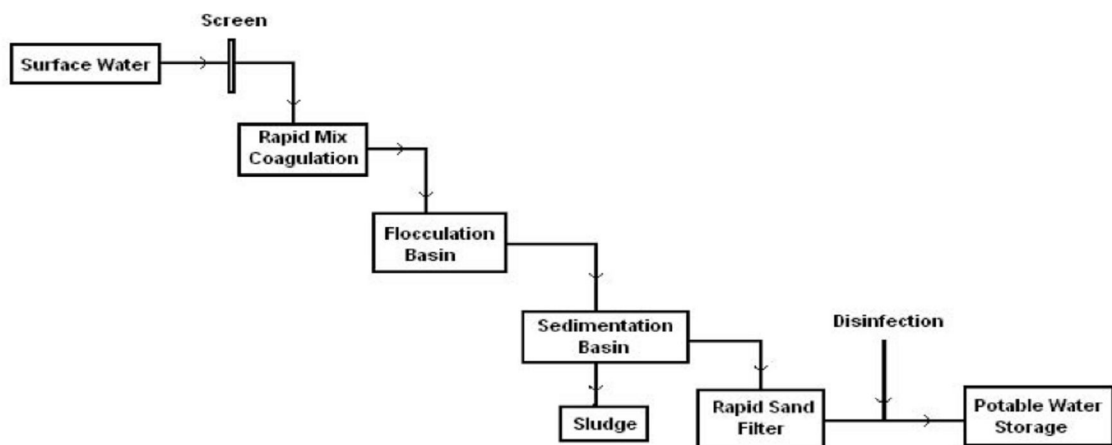 Screen
Surface Water
Rapid Mix
Coagulation
Flocculation
Basin
Sedimentation
Basin
Sludge
Disinfection
Rapid Sand
Filter
Potable Water
Storage